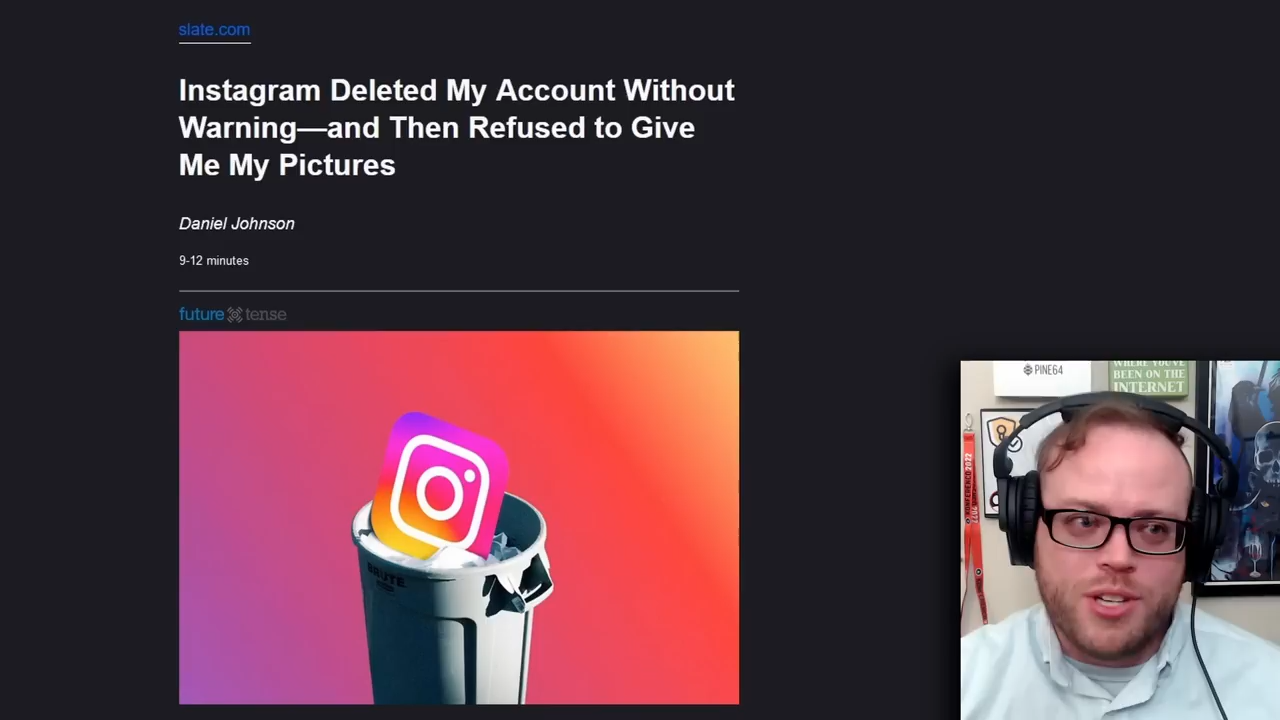 slate.com
Instagram Deleted My Account Without
Warning—and Then Refused to Give
Me My Pictures
Daniel Johnson
9-12 minutes
future tense
BRUTE
PINE64
WHERE YOU'VE
BEEN ON THE
INTERNET